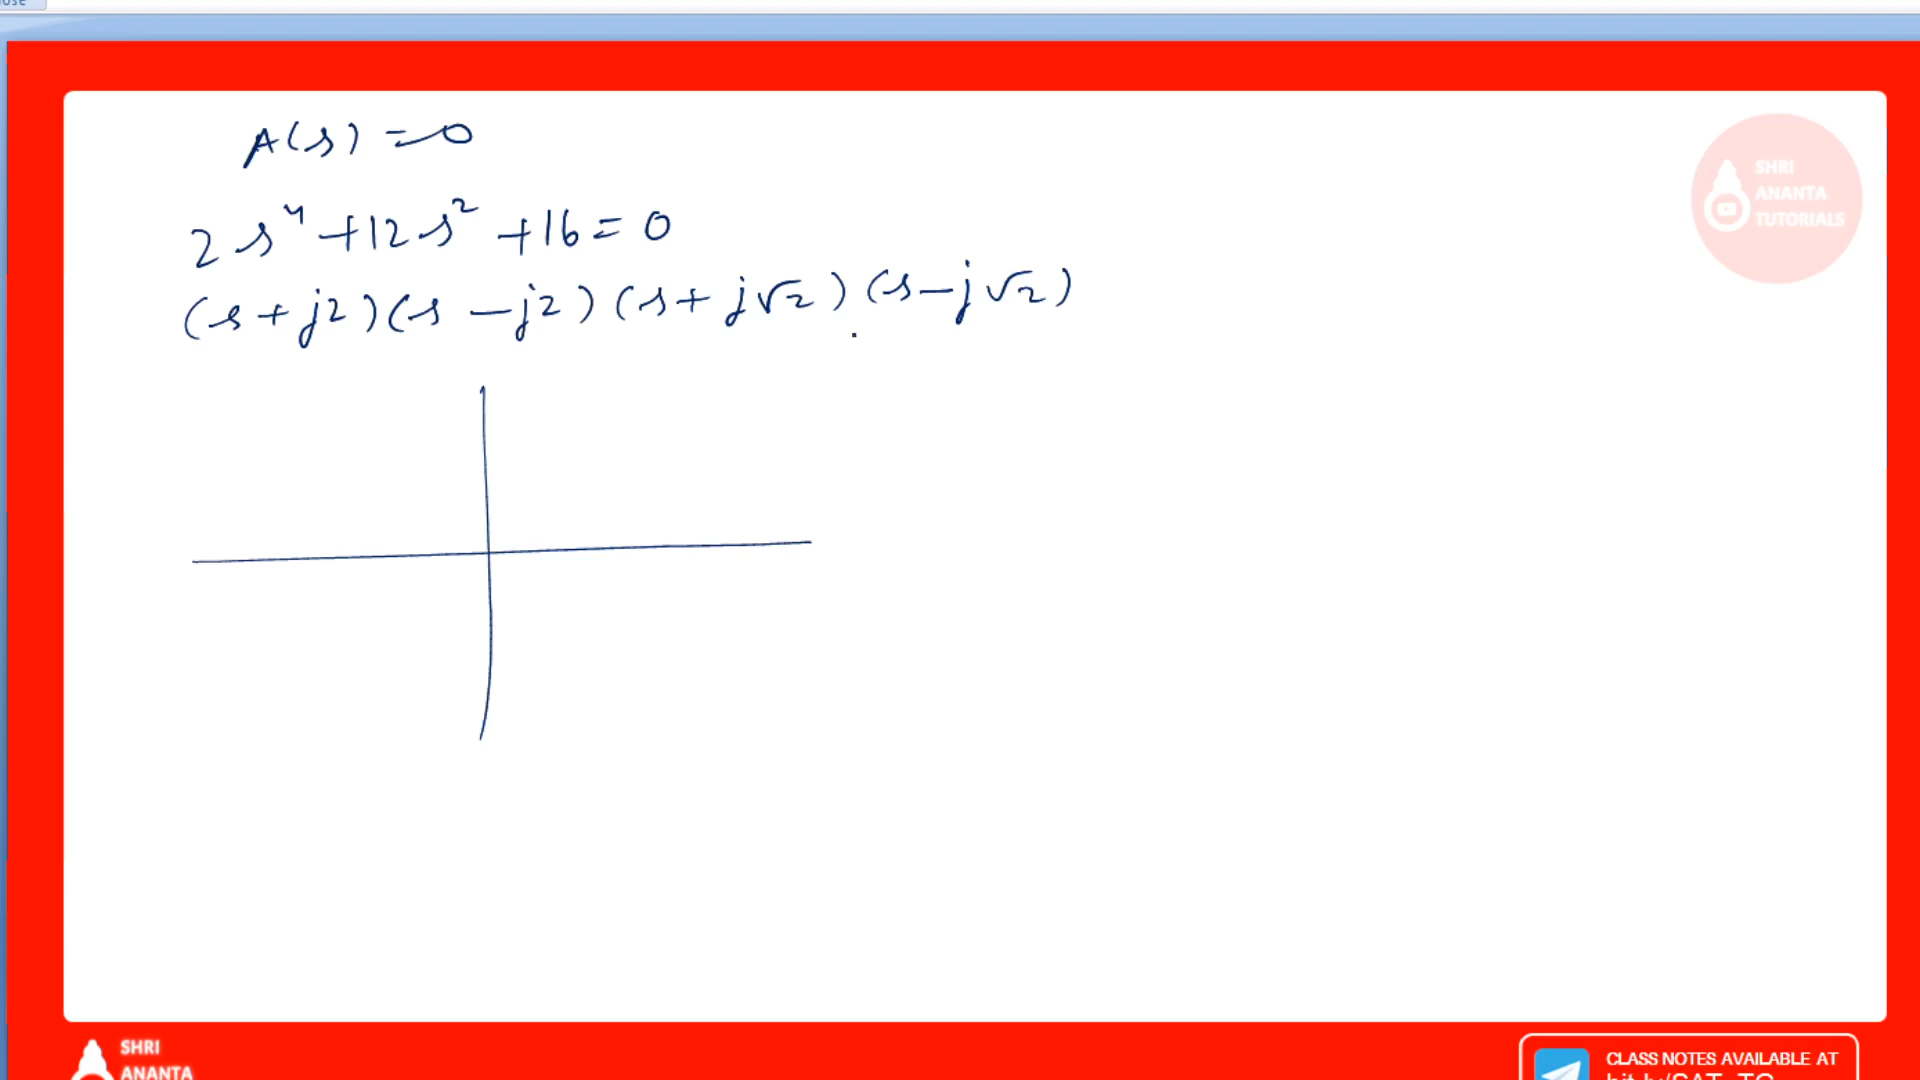 A(s) = 0
SHRI
ANANTA
TUTORIALS
2s⁴ + 12s² + 16 = 0
(s + j2)(s - j2)(s + j√2)(s - j√2)
SHRI
ANANTA
CLASS NOTES AVAILABLE AT